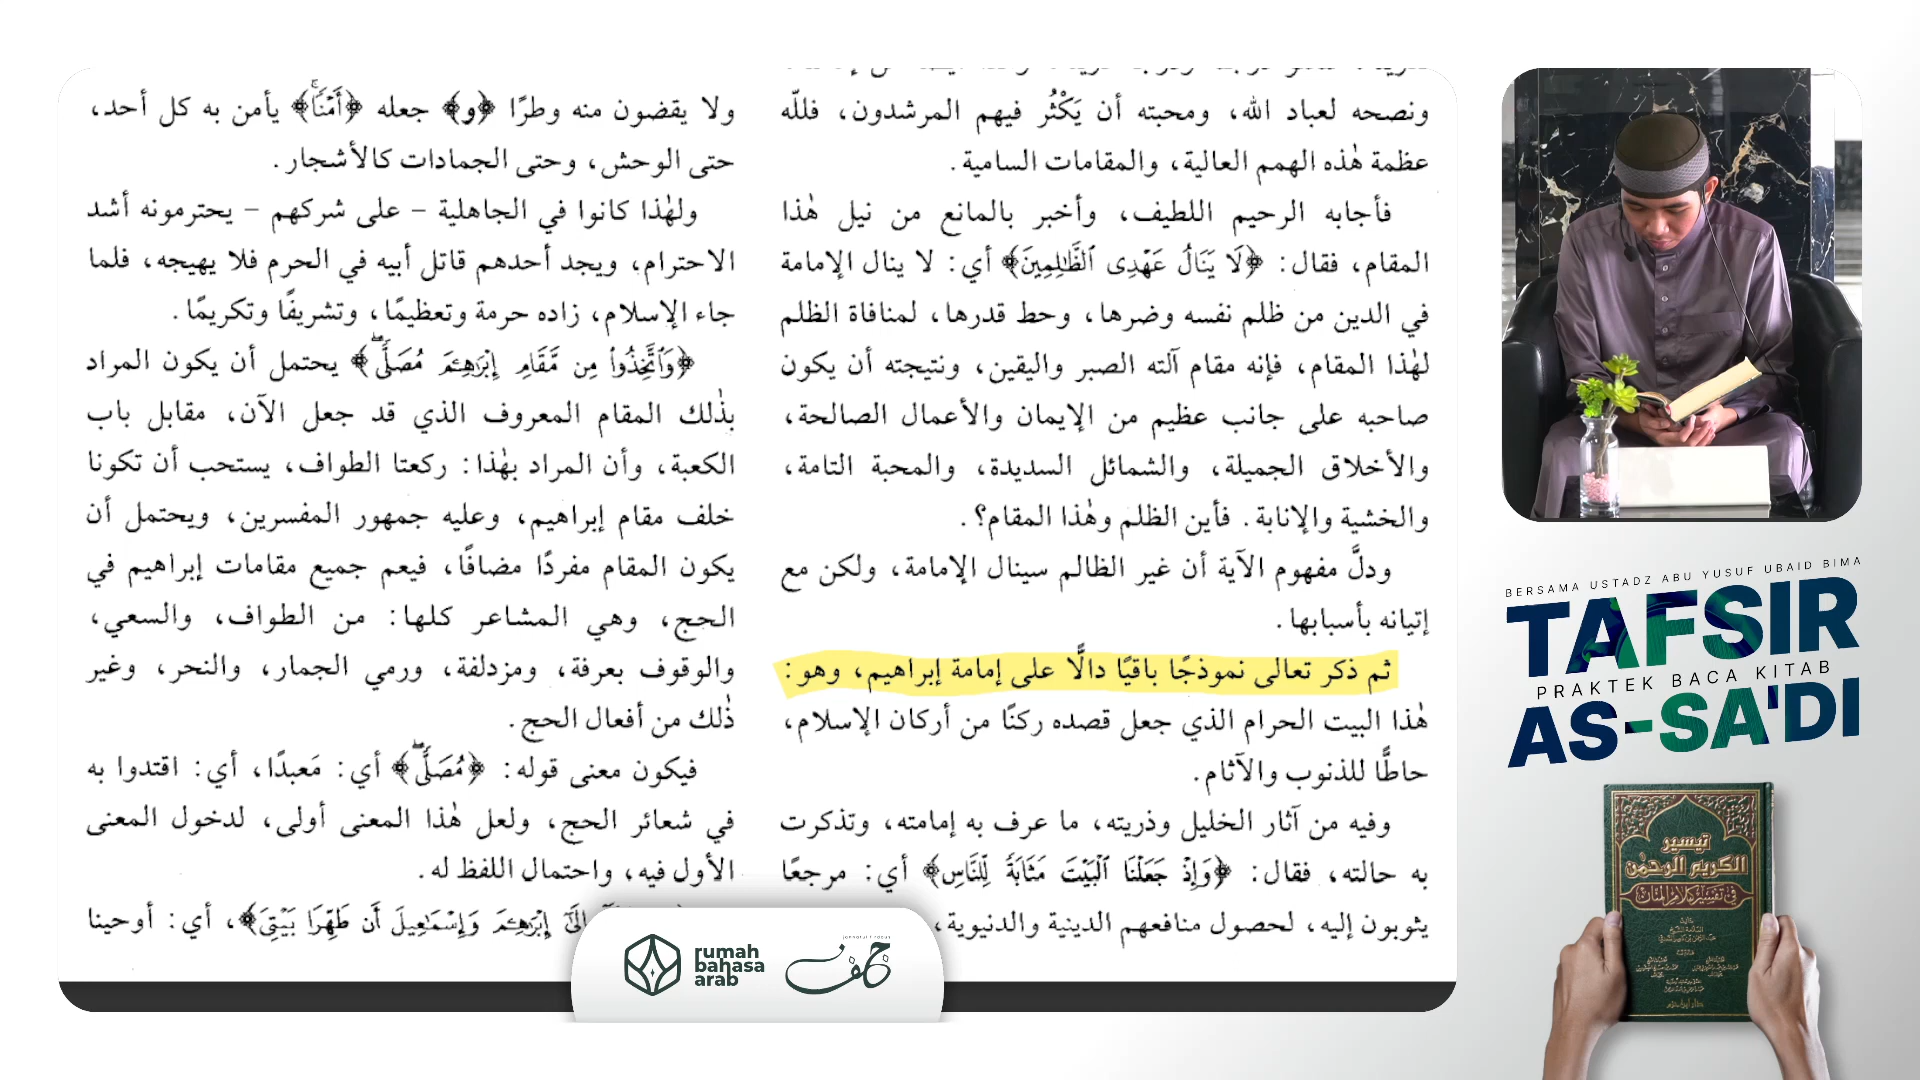 ونصحه لعباد الله، ومحبته أن يَكْثُر فيهم المرشدون، فللّه
عظمة هٰذه الهمم العالية، والمقامات السامية.
فأجابه الرحيم اللطيف، وأخبر بالمانع من نيل هٰذا
المقام، فقال: ﴿لَا يَنَالُ عَهْدِى ٱلظَّٰلِمِينَ﴾ أي: لا ينال الإمامة
في الدين من ظلم نفسه وضرها، وحط قدرها، لمنافاة الظلم
لهٰذا المقام، فإنه مقام آلته الصبر واليقين، ونتيجته أن يكون
صاحبه على جانب عظيم من الإيمان والأعمال الصالحة،
والأخلاق الجميلة، والشمائل السديدة، والمحبة التامة،
والخشية والإنابة. فأين الظلم وهٰذا المقام؟.
ودلَّ مفهوم الآية أن غير الظالم سينال الإمامة، ولكن مع
إتيانه بأسبابها.
ثم ذكر تعالى نموذجًا باقيًا دالًّا على إمامة إبراهيم، وهو:
هٰذا البيت الحرام الذي جعل قصده ركنًا من أركان الإسلام،
حاطًّا للذنوب والآثام.
وفيه من آثار الخليل وذريته، ما عرف به إمامته، وتذكرت
به حالته، فقال: ﴿وَإِذْ جَعَلْنَا ٱلْبَيْتَ مَثَابَةً لِّلنَّاسِ﴾ أي: مرجعًا
يثوبون إليه، لحصول منافعهم الدينية والدنيوية،
ولا يقضون منه وطرًا ﴿و﴾ جعله ﴿أَمْنًا﴾ يأمن به كل أحد،
حتى الوحش، وحتى الجمادات كالأشجار.
ولهٰذا كانوا في الجاهلية – على شركهم – يحترمونه أشد
الاحترام، ويجد أحدهم قاتل أبيه في الحرم فلا يهيجه، فلما
جاء الإسلام، زاده حرمة وتعظيمًا، وتشريفًا وتكريمًا.
﴿وَٱتَّخِذُوا۟ مِن مَّقَامِ إِبْرَٰهِۦمَ مُصَلًّى﴾ يحتمل أن يكون المراد
بذٰلك المقام المعروف الذي قد جعل الآن، مقابل باب
الكعبة، وأن المراد بهٰذا: ركعتا الطواف، يستحب أن تكونا
خلف مقام إبراهيم، وعليه جمهور المفسرين، ويحتمل أن
يكون المقام مفردًا مضافًا، فيعم جميع مقامات إبراهيم في
الحج، وهي المشاعر كلها: من الطواف، والسعي،
والوقوف بعرفة، ومزدلفة، ورمي الجمار، والنحر، وغير
ذٰلك من أفعال الحج.
فيكون معنى قوله: ﴿مُصَلًّى﴾ أي: مَعبدًا، أي: اقتدوا به
في شعائر الحج، ولعل هٰذا المعنى أولى، لدخول المعنى
الأول فيه، واحتمال اللفظ له.
إِبْرَٰهِۦمَ وَإِسْمَٰعِيلَ أَن طَهِّرَا بَيْتِىَ﴾، أي: أوحينا
rumah
bahasa
arab
BERSAMA USTADZ ABU YUSUF UBAID BIMA
TAFSIR
PRAKTEK BACA KITAB
AS-SA'DI
تيسير
الكريم الرحمن
في تفسير كلام المنان